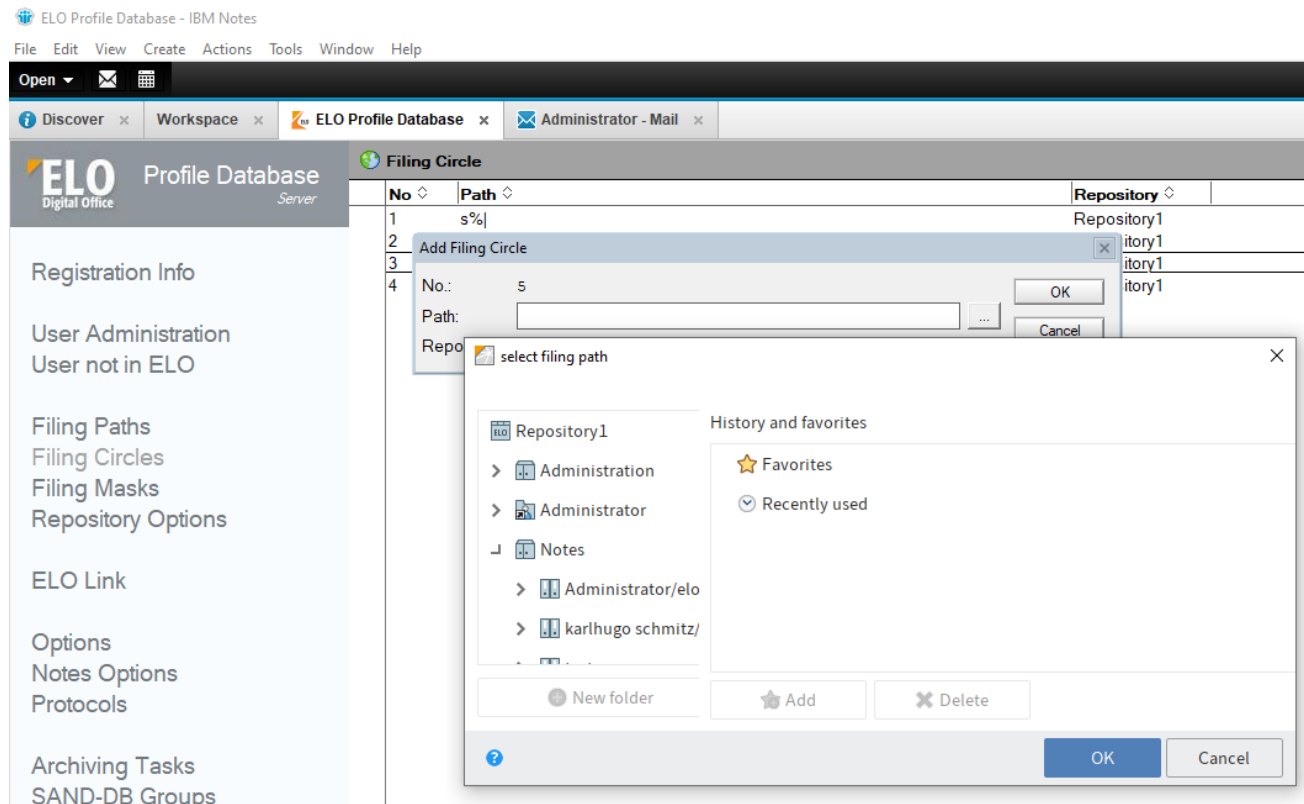 ELO Profile Database - IBM Notes
File Edit View Create Actions Tools Window Help
Open
Discover × Workspace × ELO Profile Database × Administrator - Mail ×
ELO
Digital Office
Profile Database
Server
Registration Info
User Administration
User not in ELO
Filing Paths
Filing Circles
Filing Masks
Repository Options
ELO Link
Options
Notes Options
Protocols
Archiving Tasks
SAND-DB Groups
Filing Circle
No Path Repository
1 s%| Repository1
2 itory1
3 itory1
4 itory1
Add Filing Circle
No.: 5
Path: ...
Repo
OK
Cancel
select filing path
ELO Repository1
Administration
Administrator
Notes
Administrator/elo
karlhugo schmitz/
New folder
History and favorites
Favorites
Recently used
Add Delete
? OK Cancel